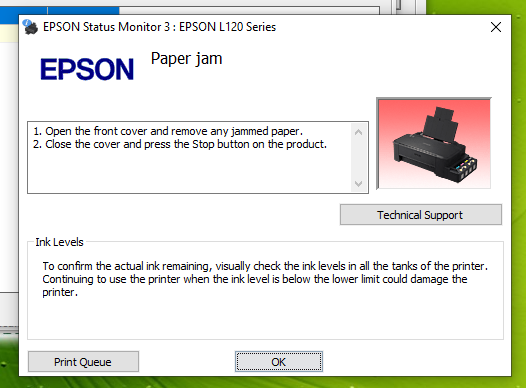 EPSON Status Monitor 3 : EPSON L120 Series
EPSON
Paper jam
1. Open the front cover and remove any jammed paper.
2. Close the cover and press the Stop button on the product.
Technical Support
Ink Levels
To confirm the actual ink remaining, visually check the ink levels in all the tanks of the printer.
Continuing to use the printer when the ink level is below the lower limit could damage the
printer.
Print Queue
OK